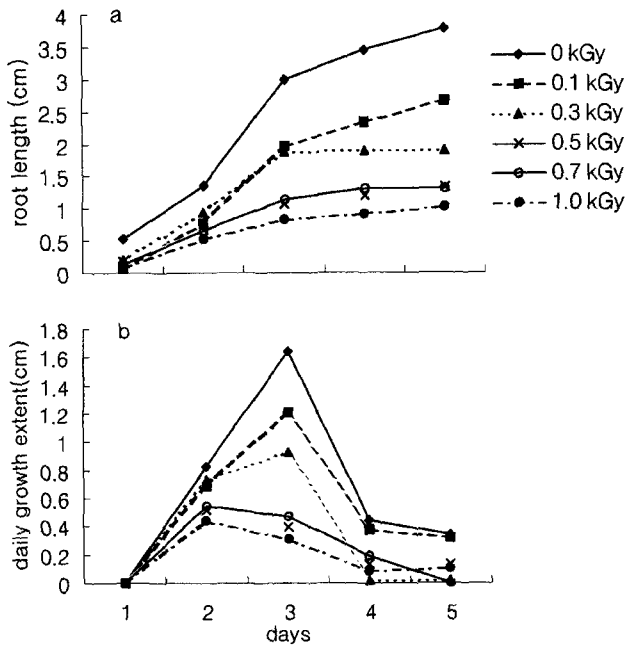 a
4
3.5
3
2.5
2
1.5
1
0.5
0
root length (cm)
0 kGy
0.1 kGy
0.3 kGy
0.5 kGy
0.7 kGy
1.0 kGy
b
1.8
1.6
1.4
1.2
1
0.8
0.6
0.4
0.2
0
daily growth extent(cm)
1 2 3 4 5
days